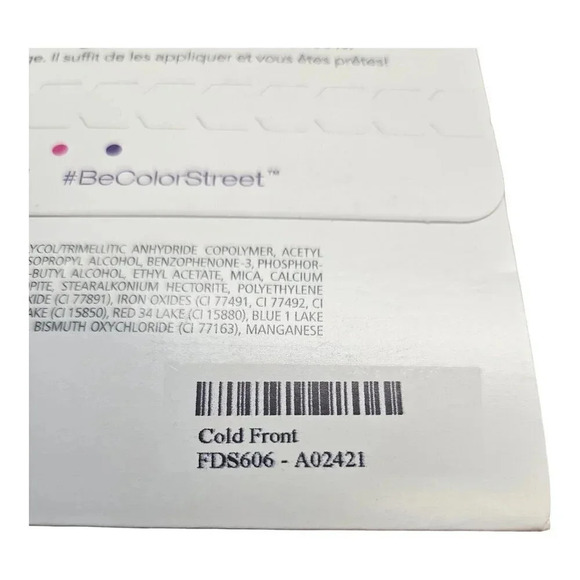 ge. Il suffit de les appliquer et vous êtes prêtes!
#BeColorStreet™
YCOL/TRIMELLITIC ANHYDRIDE COPOLYMER, ACETYL
SOPROPYL ALCOHOL, BENZOPHENONE-3, PHOSPHOR-
-BUTYL ALCOHOL, ETHYL ACETATE, MICA, CALCIUM
PITE, STEARALKONIUM HECTORITE, POLYETHYLENE
XIDE (CI 77891), IRON OXIDES (CI 77491, CI 77492, CI
AKE (CI 15850), RED 34 LAKE (CI 15880), BLUE 1 LAKE
BISMUTH OXYCHLORIDE (CI 77163), MANGANESE
Cold Front
FDS606 - A02421